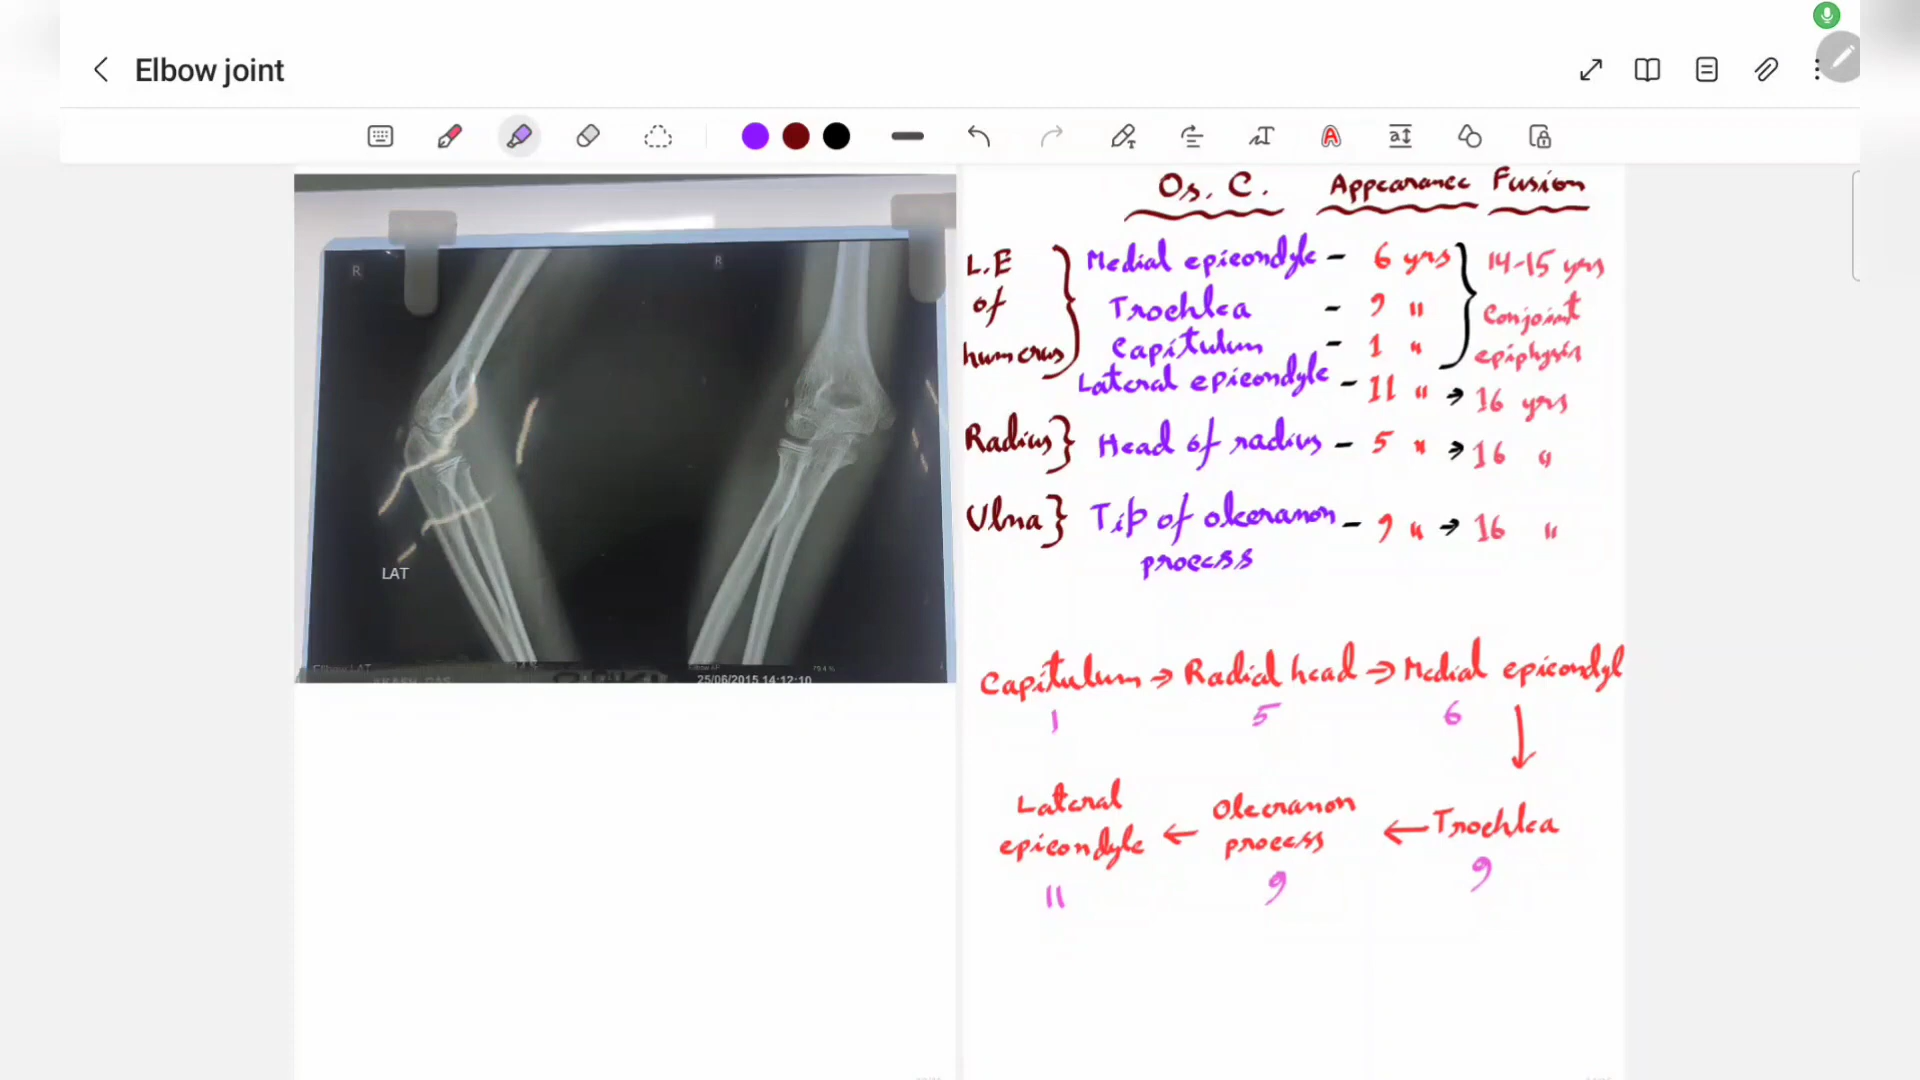 Elbow joint
R
R
LAT
Elbow LAT
25/06/2015 14:12:10
Os. C. Appearance Fusion
L.E of humerus } Medial epicondyle - 6 yrs } 14-15 yrs
Trochlea - 9 " Conjoint
Capitulum - 1 " epiphysis
Lateral epicondyle - 11 " → 16 yrs
Radius } Head of radius - 5 " → 16 "
Ulna } Tip of olecranon - 9 " → 16 "
process
Capitulum → Radial head → Medial epicondyl
1 5 6
↓
Lateral epicondyle ← Olecranon process ← Trochlea
11 9 9